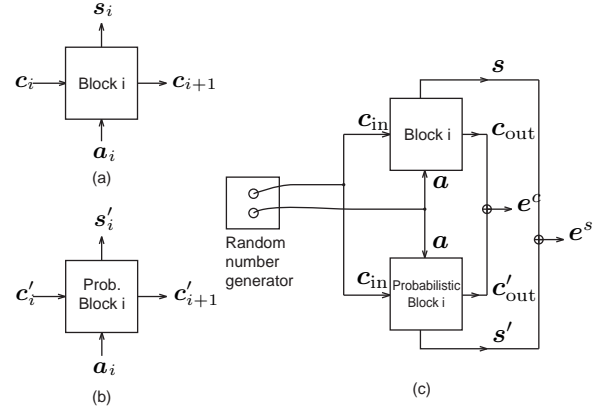 s_i
c_i
Block i
c_{i+1}
a_i
(a)
s'_i
c'_i
Prob.
Block i
c'_{i+1}
a_i
(b)
s
c_in
Block i
c_out
a
e^c
e^s
Random
number
generator
a
c_in
Probabilistic
Block i
c'_out
s'
(c)